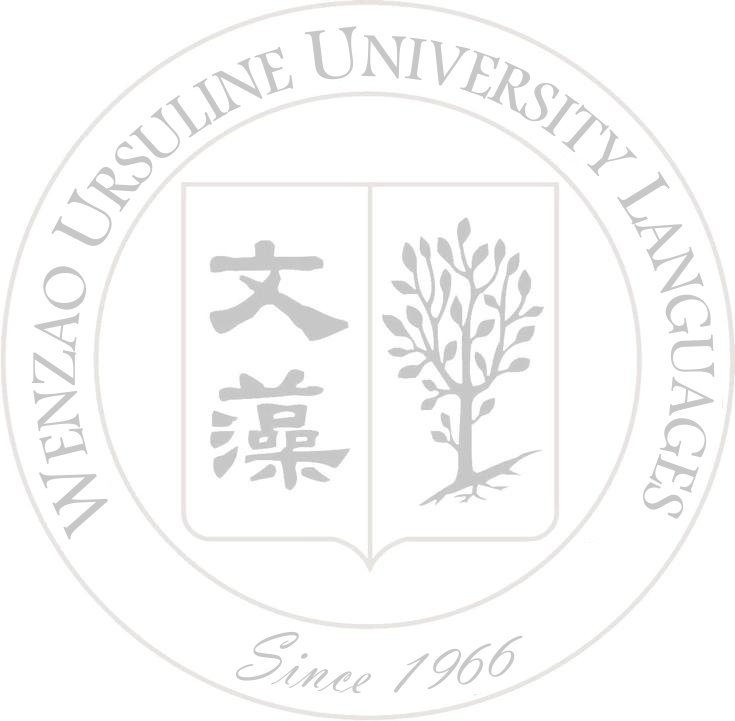 WENZAO URSULINE UNIVERSITY LANGUAGES
文
藻
Since 1966